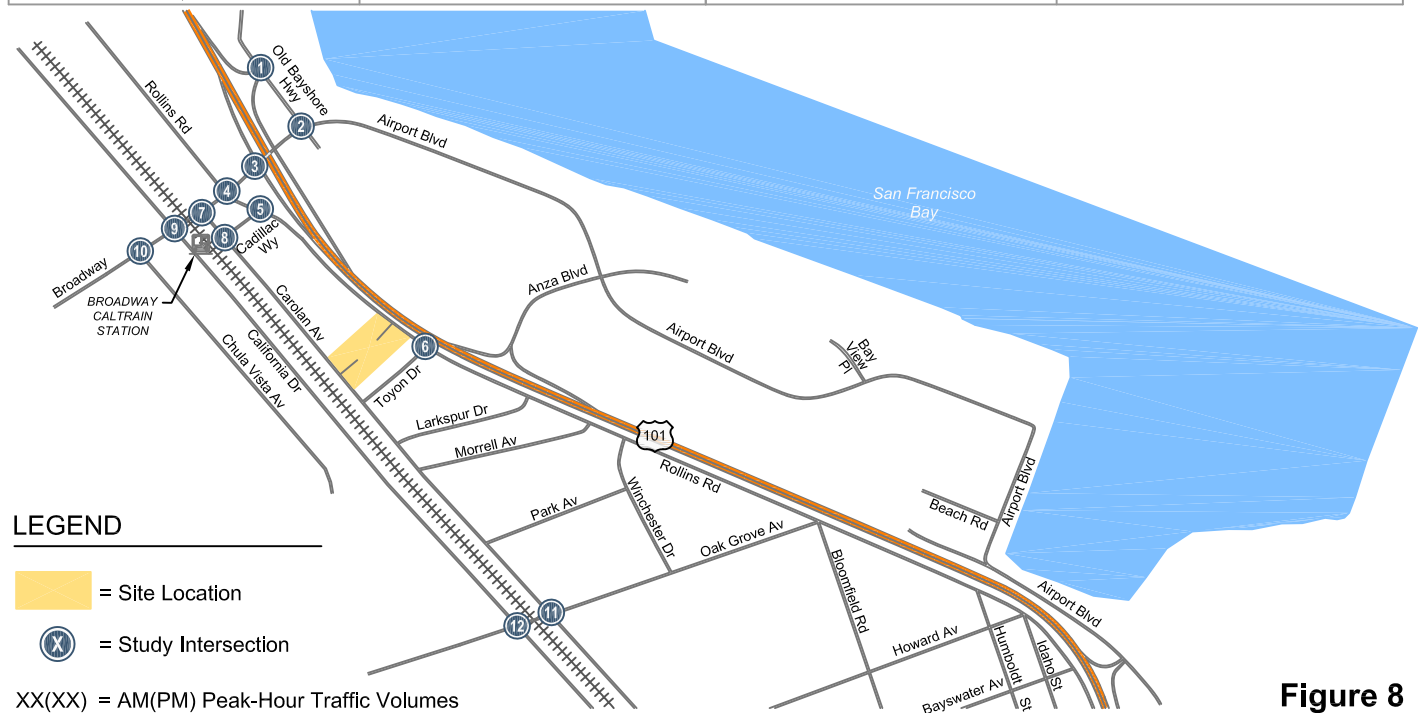 1
Old Bayshore
Hwy
2
Airport Blvd
Rollins Rd
3
4
5
7
9
8
10
Cadillac
Wy
San Francisco
Bay
Broadway
BROADWAY
CALTRAIN
STATION
Carolan Av
California Dr
Chula Vista Av
Anza Blvd
Airport Blvd
Bay
View
Pl
6
Toyon Dr
Larkspur Dr
Morrell Av
101
Rollins Rd
Park Av
Winchester Dr
Oak Grove Av
Beach Rd
Airport Blvd
Bloomfield Rd
11
12
Airport Blvd
Howard Av
Humboldt
St
Idaho St
Bayswater Av
LEGEND
= Site Location
X = Study Intersection
XX(XX) = AM(PM) Peak-Hour Traffic Volumes
Figure 8